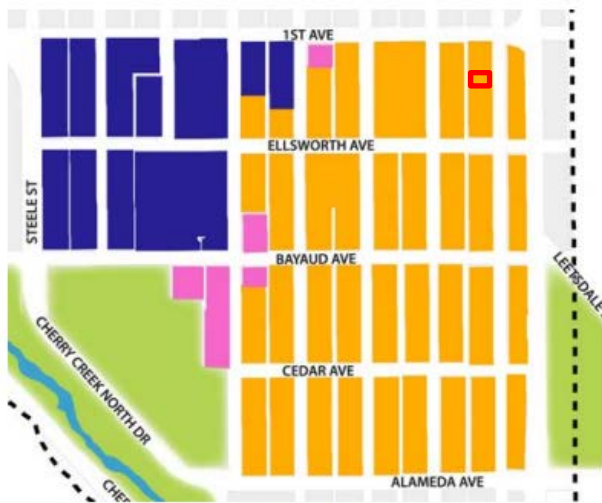 1ST AVE
ELLSWORTH AVE
STEELE ST
BAYAUD AVE
LEETSDALE
CHERRY CREEK NORTH DR
CEDAR AVE
ALAMEDA AVE